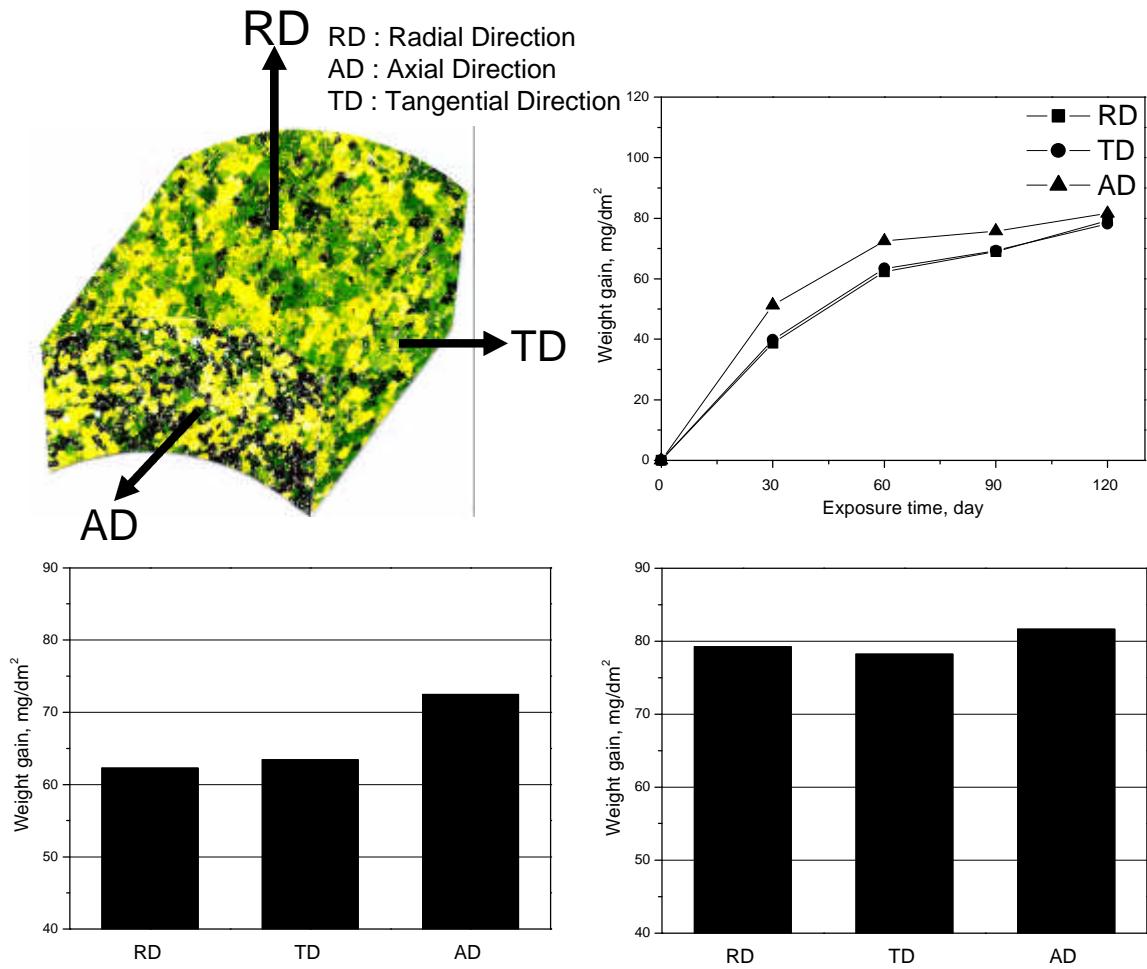 RD
RD : Radial Direction
AD : Axial Direction
TD : Tangential Direction
TD
AD
120
100
80
60
40
20
0
Weight gain, mg/dm²
RD
TD
AD
0 30 60 90 120
Exposure time, day
90
80
70
60
50
40
Weight gain, mg/dm²
RD TD AD
90
80
70
60
50
40
Weight gain, mg/dm²
RD TD AD